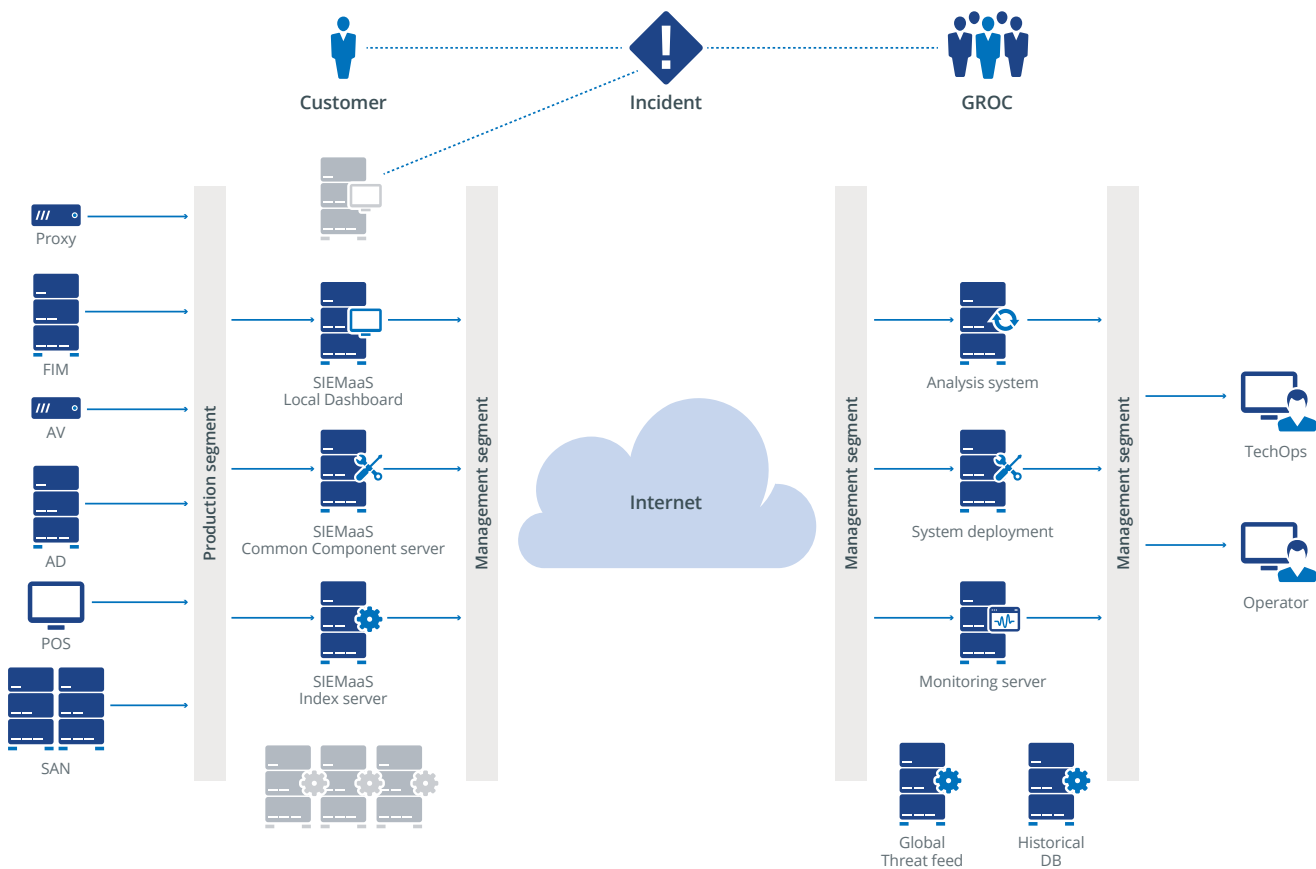 Customer
Incident
GROC
Proxy
FIM
AV
AD
POS
SAN
Production segment
SIEMaaS
Local Dashboard
SIEMaaS
Common Component server
SIEMaaS
Index server
Management segment
Internet
Management segment
Analysis system
System deployment
Monitoring server
Global
Threat feed
Historical
DB
Management segment
TechOps
Operator